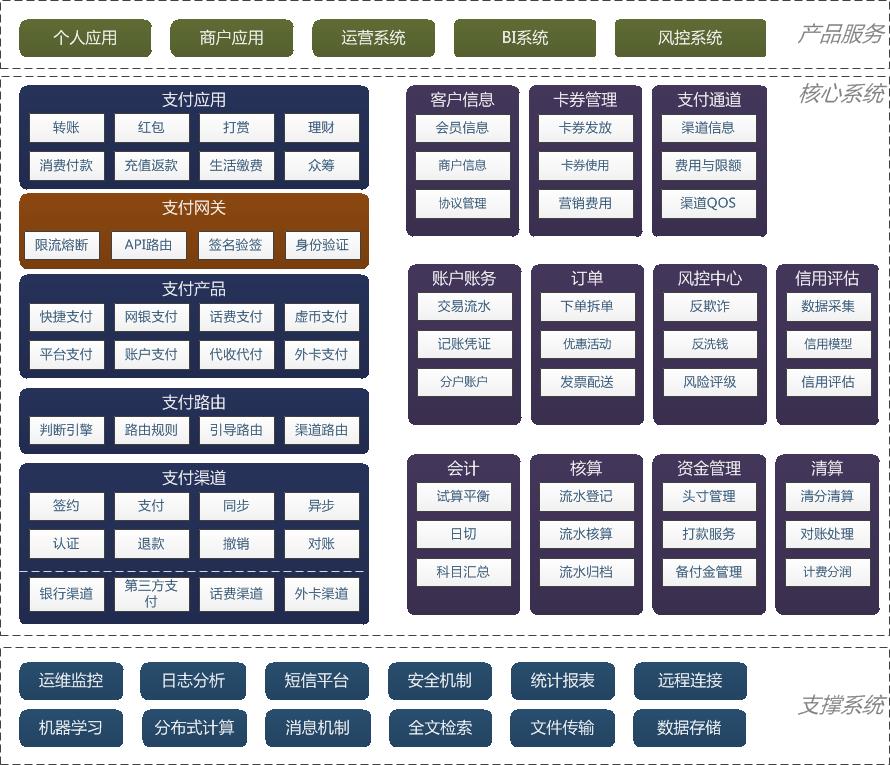 个人应用
商户应用
运营系统
BI系统
风控系统
产品服务
核心系统
支付应用
转账
红包
打赏
理财
消费付款
充值返款
生活缴费
众筹
支付网关
限流熔断
API路由
签名验签
身份验证
支付产品
快捷支付
网银支付
话费支付
虚币支付
平台支付
账户支付
代收代付
外卡支付
支付路由
判断引擎
路由规则
引导路由
渠道路由
支付渠道
签约
支付
同步
异步
认证
退款
撤销
对账
银行渠道
第三方支
付
话费渠道
外卡渠道
客户信息
会员信息
商户信息
协议管理
卡券管理
卡券发放
卡券使用
营销费用
支付通道
渠道信息
费用与限额
渠道QOS
账户账务
交易流水
记账凭证
分户账户
订单
下单拆单
优惠活动
发票配送
风控中心
反欺诈
反洗钱
风险评级
信用评估
数据采集
信用模型
信用评估
会计
试算平衡
日切
科目汇总
核算
流水登记
流水核算
流水归档
资金管理
头寸管理
打款服务
备付金管理
清算
清分清算
对账处理
计费分润
运维监控
日志分析
短信平台
安全机制
统计报表
远程连接
支撑系统
机器学习
分布式计算
消息机制
全文检索
文件传输
数据存储